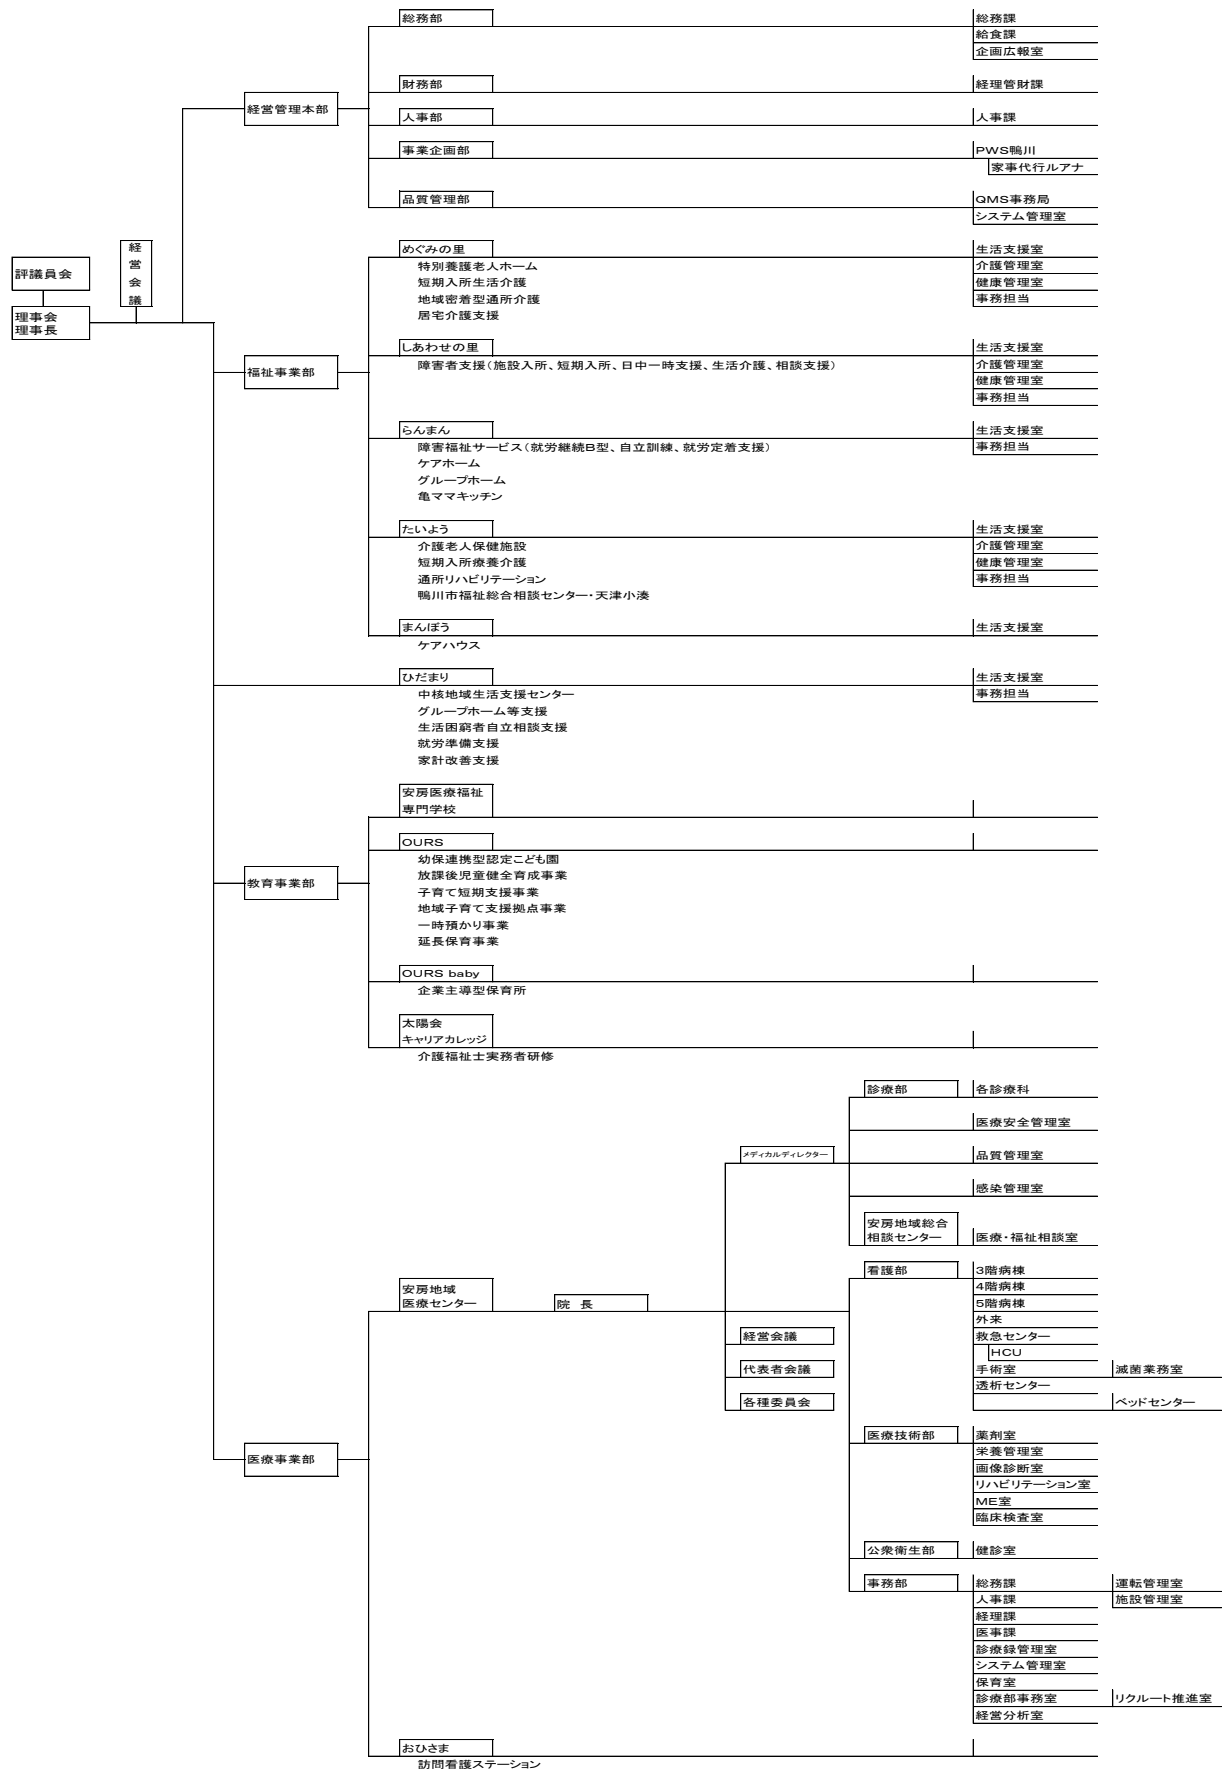 総務部
総務課
給食課
企画広報室
財務部
経理管財課
経営管理本部
人事部
人事課
事業企画部
PWS鴨川
家事代行ルアナ
品質管理部
QMS事務局
システム管理室
評議員会
理事会
理事長
経営会議
福祉事業部
めぐみの里
生活支援室
特別養護老人ホーム
介護管理室
短期入所生活介護
健康管理室
地域密着型通所介護
事務担当
居宅介護支援
しあわせの里
生活支援室
障害者支援(施設入所、短期入所、日中一時支援、生活介護、相談支援)
介護管理室
健康管理室
事務担当
らんまん
生活支援室
障害福祉サービス(就労継続B型、自立訓練、就労定着支援)
事務担当
ケアホーム
グループホーム
亀ママキッチン
たいよう
生活支援室
介護老人保健施設
介護管理室
短期入所療養介護
健康管理室
通所リハビリテーション
事務担当
鴨川市福祉総合相談センター・天津小湊
まんぼう
生活支援室
ケアハウス
ひだまり
生活支援室
中核地域生活支援センター
事務担当
グループホーム等支援
生活困窮者自立相談支援
就労準備支援
家計改善支援
教育事業部
安房医療福祉
専門学校
OURS
幼保連携型認定こども園
放課後児童健全育成事業
子育て短期支援事業
地域子育て支援拠点事業
一時預かり事業
延長保育事業
OURS baby
企業主導型保育所
太陽会
キャリアカレッジ
介護福祉士実務者研修
医療事業部
安房地域
医療センター
院 長
メディカルディレクター
診療部
各診療科
医療安全管理室
品質管理室
感染管理室
安房地域総合
相談センター
医療・福祉相談室
経営会議
代表者会議
各種委員会
看護部
3階病棟
4階病棟
5階病棟
外来
救急センター
HCU
手術室
滅菌業務室
透析センター
ベッドセンター
医療技術部
薬剤室
栄養管理室
画像診断室
リハビリテーション室
ME室
臨床検査室
公衆衛生部
健診室
事務部
総務課
運転管理室
人事課
施設管理室
経理課
医事課
診療録管理室
システム管理室
保育室
診療部事務室
リクルート推進室
経営分析室
おひさま
訪問看護ステーション